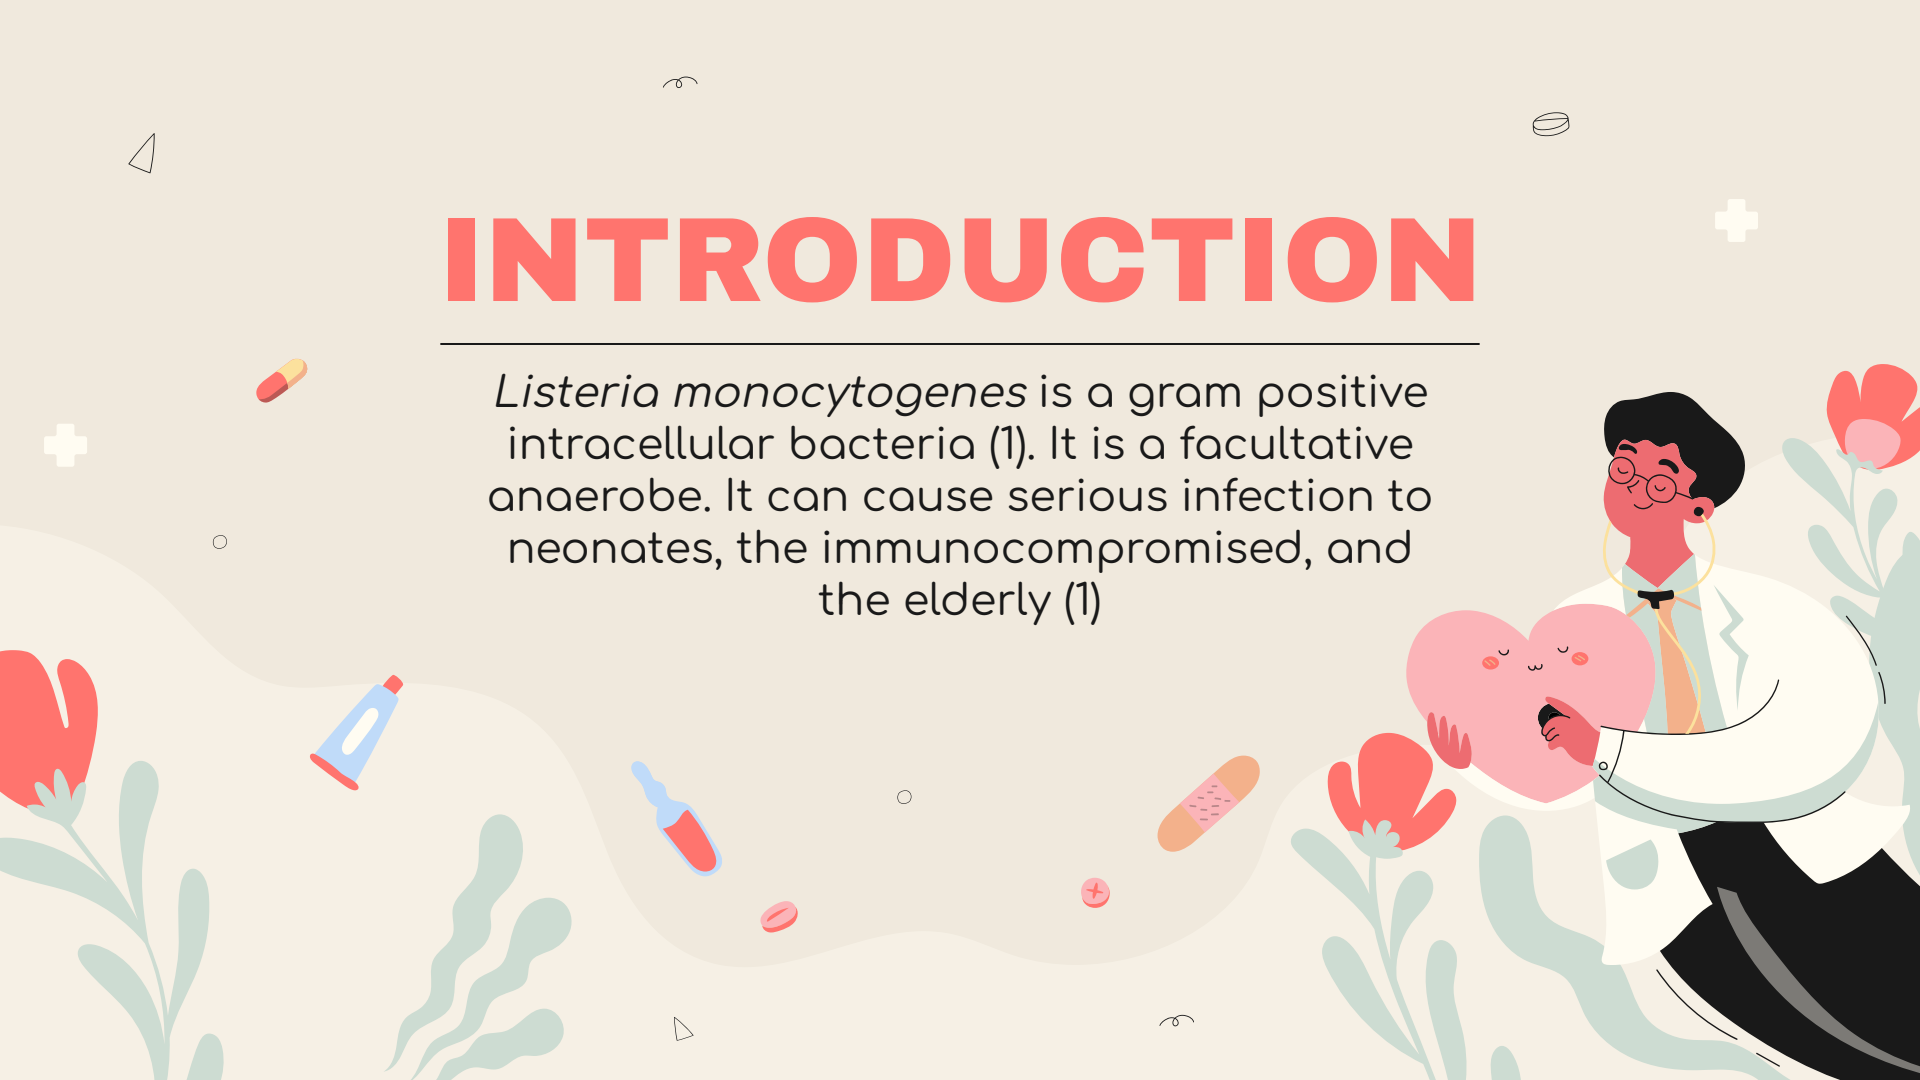 INTRODUCTION
Listeria monocytogenes is a gram positive
intracellular bacteria (1). It is a facultative
anaerobe. It can cause serious infection to
neonates, the immunocompromised, and
the elderly (1)